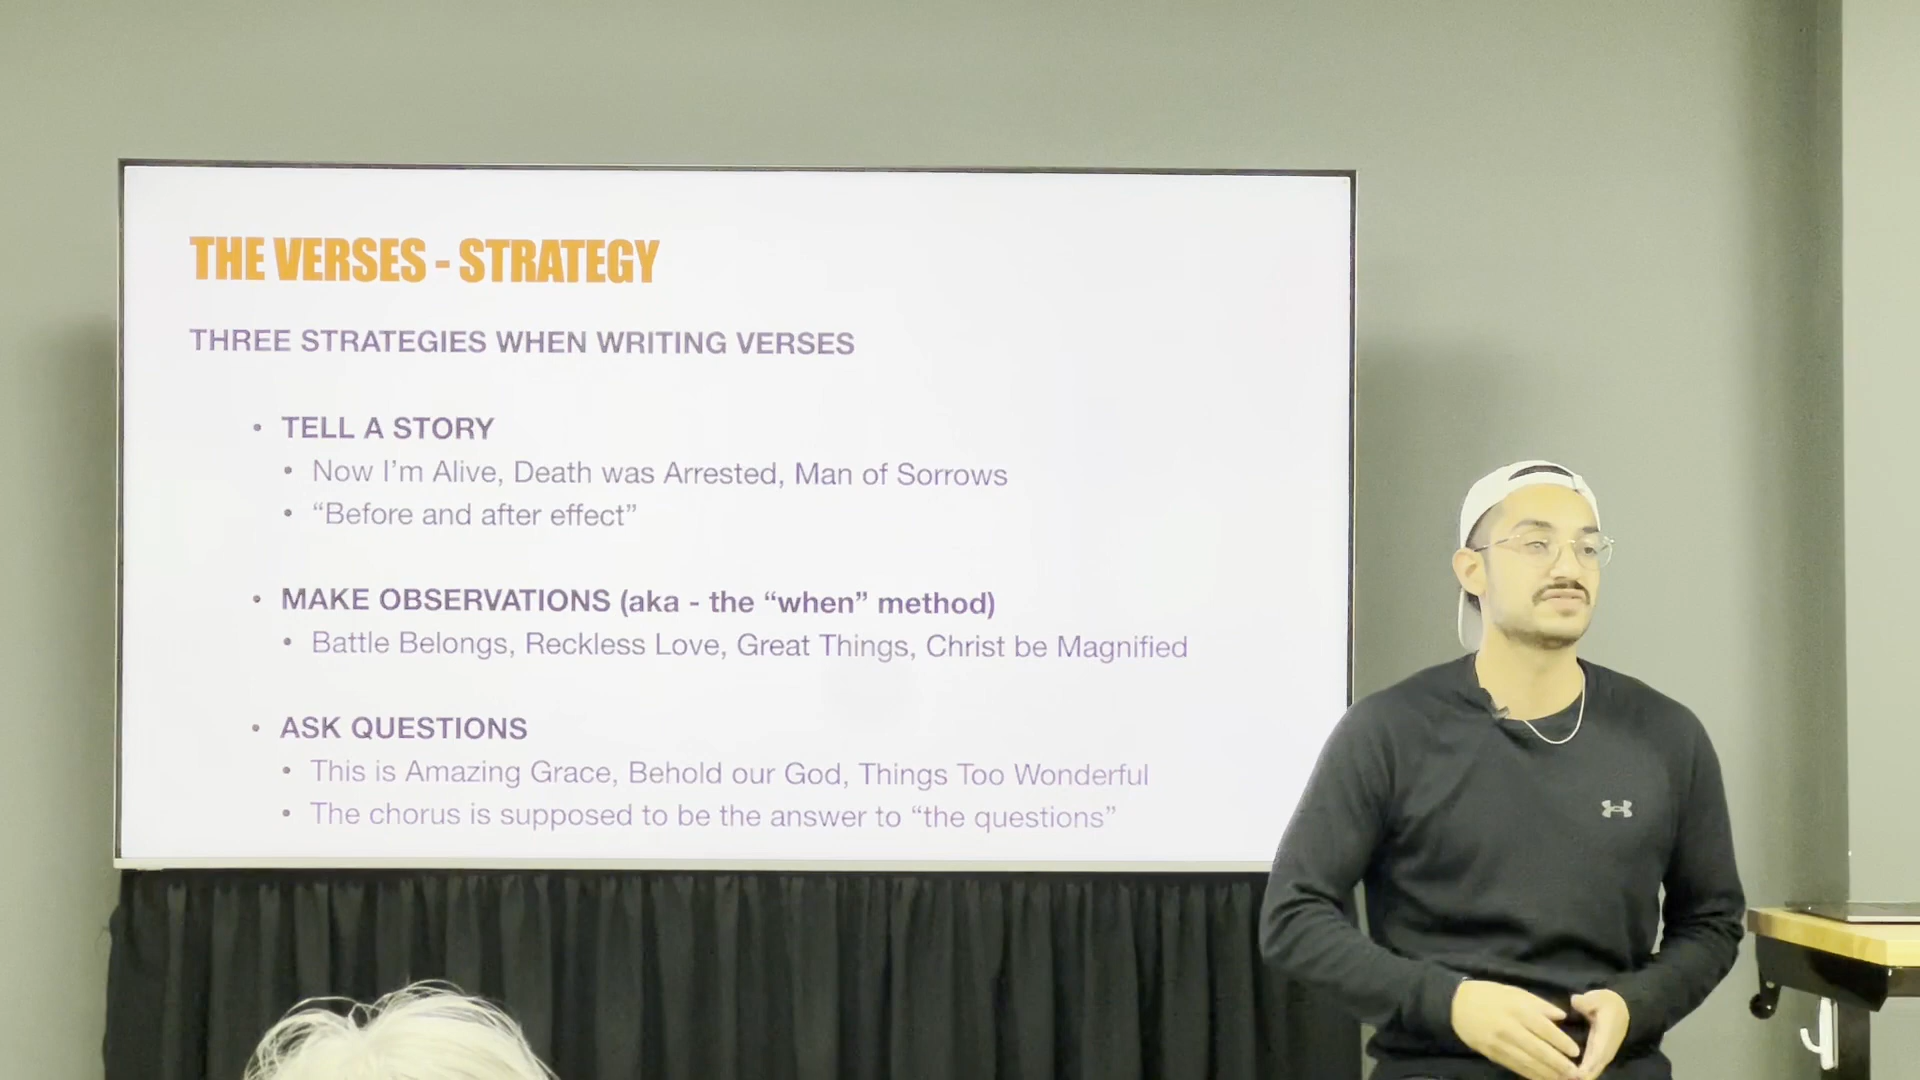 THE VERSES - STRATEGY
THREE STRATEGIES WHEN WRITING VERSES
• TELL A STORY
• Now I'm Alive, Death was Arrested, Man of Sorrows
• “Before and after effect”
• MAKE OBSERVATIONS (aka - the “when” method)
• Battle Belongs, Reckless Love, Great Things, Christ be Magnified
• ASK QUESTIONS
• This is Amazing Grace, Behold our God, Things Too Wonderful
• The chorus is supposed to be the answer to “the questions”